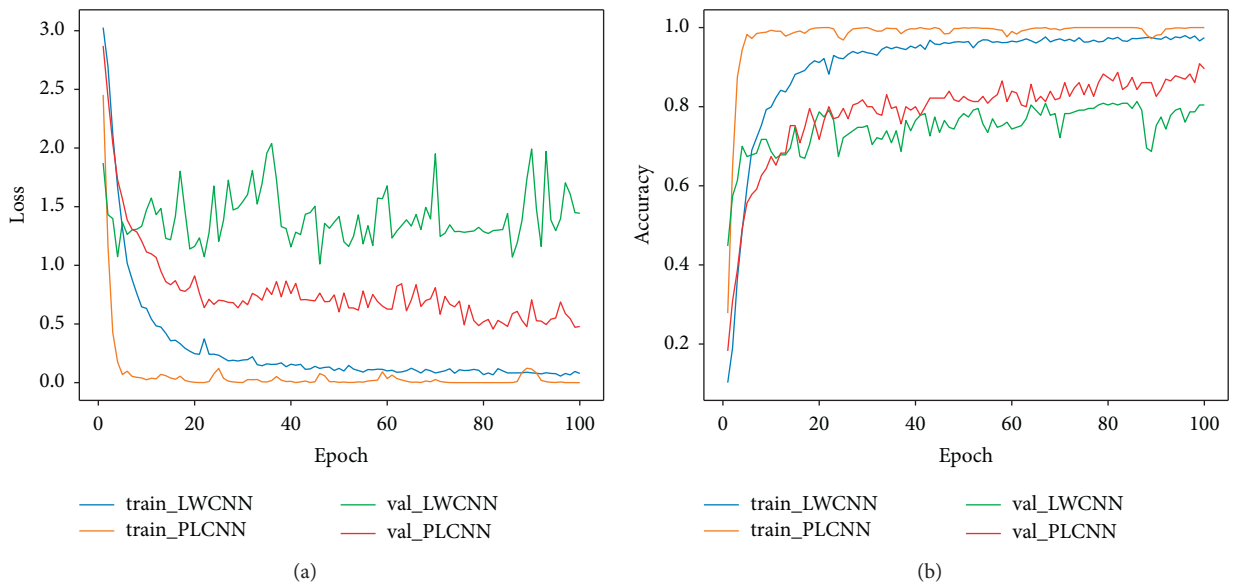 3.0
2.5
2.0
1.5
1.0
0.5
0.0
Loss
0 20 40 60 80 100
Epoch
train_LWCNN val_LWCNN
train_PLCNN val_PLCNN
(a)
1.0
0.8
0.6
0.4
0.2
Accuracy
0 20 40 60 80 100
Epoch
train_LWCNN val_LWCNN
train_PLCNN val_PLCNN
(b)